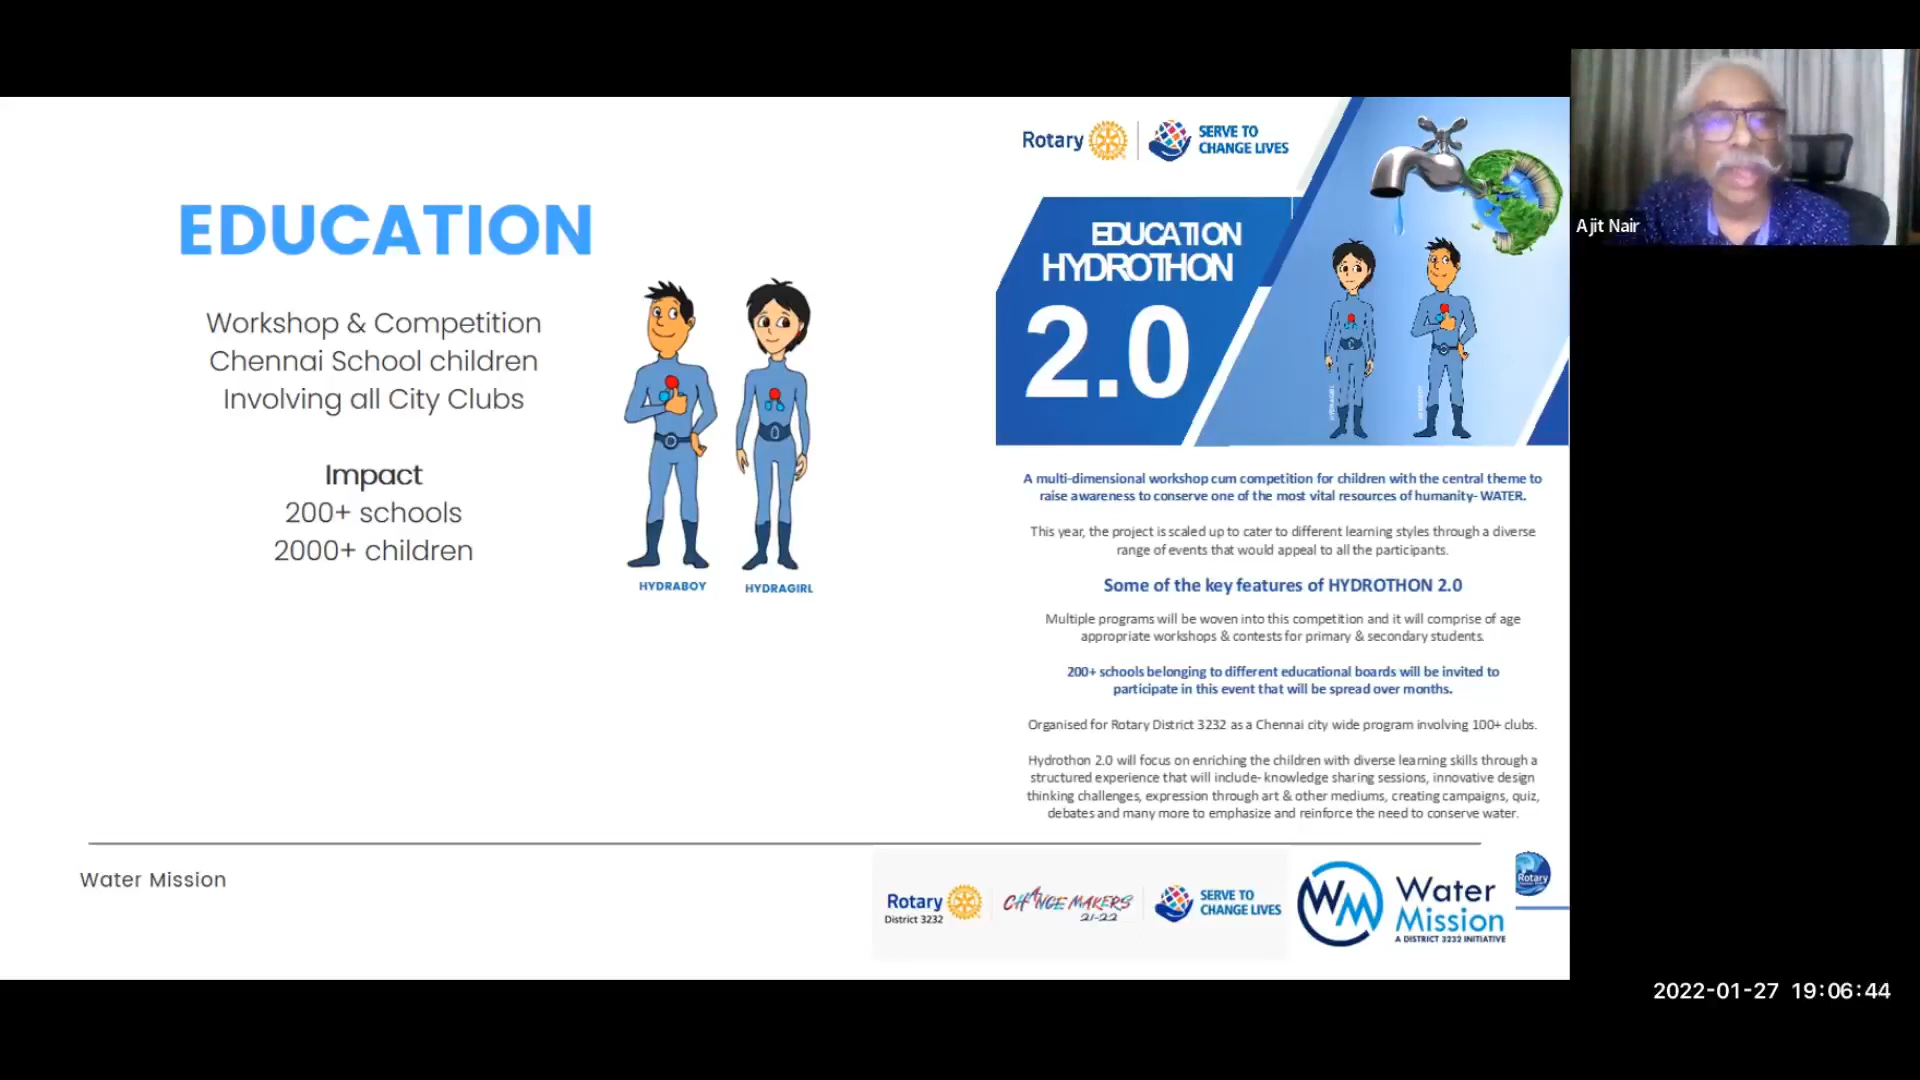 EDUCATION
Workshop & Competition
Chennai School children
Involving all City Clubs
Impact
200+ schools
2000+ children
HYDRABOY
HYDRAGIRL
Rotary
SERVE TO
CHANGE LIVES
EDUCATION
HYDROTHON
2.0
HYDRAGIRL
HYDRABOY
A multi-dimensional workshop cum competition for children with the central theme to
raise awareness to conserve one of the most vital resources of humanity- WATER.
This year, the project is scaled up to cater to different learning styles through a diverse
range of events that would appeal to all the participants.
Some of the key features of HYDROTHON 2.0
Multiple programs will be woven into this competition and it will comprise of age
appropriate workshops & contests for primary & secondary students.
200+ schools belonging to different educational boards will be invited to
participate in this event that will be spread over months.
Organised for Rotary District 3232 as a Chennai city wide program involving 100+ clubs.
Hydrothon 2.0 will focus on enriching the children with diverse learning skills through a
structured experience that will include- knowledge sharing sessions, innovative design
thinking challenges, expression through art & other mediums, creating campaigns, quiz,
debates and many more to emphasize and reinforce the need to conserve water.
Water Mission
Rotary
District 3232
CHANGE MAKERS
21-22
SERVE TO
CHANGE LIVES
WM
Water
Mission
A DISTRICT 3232 INITIATIVE
Rotary
Ajit Nair
2022-01-27 19:06:44